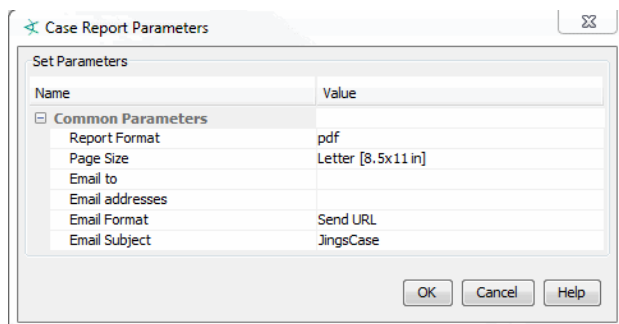 Case Report Parameters
Set Parameters
Name Value
Common Parameters
Report Format pdf
Page Size Letter [8.5x11 in]
Email to
Email addresses
Email Format Send URL
Email Subject JingsCase
OK Cancel Help